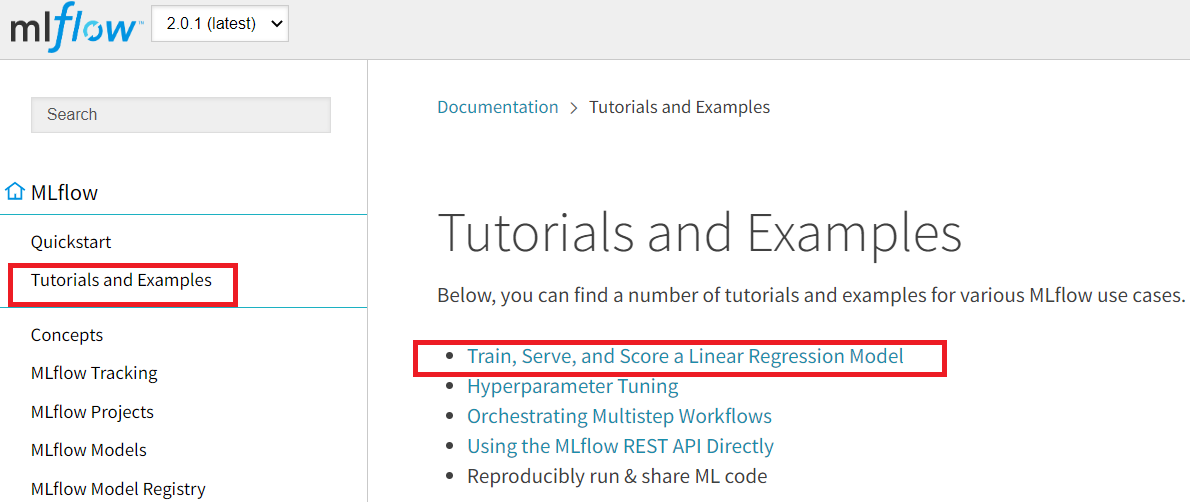 mlflow™ 2.0.1 (latest)
Search
MLflow
Quickstart
Tutorials and Examples
Concepts
MLflow Tracking
MLflow Projects
MLflow Models
MLflow Model Registry
Documentation > Tutorials and Examples
Tutorials and Examples
Below, you can find a number of tutorials and examples for various MLflow use cases.
• Train, Serve, and Score a Linear Regression Model
• Hyperparameter Tuning
• Orchestrating Multistep Workflows
• Using the MLflow REST API Directly
• Reproducibly run & share ML code